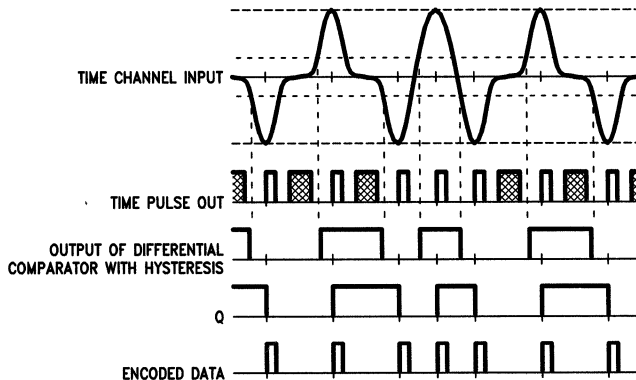 TIME CHANNEL INPUT
TIME PULSE OUT
OUTPUT OF DIFFERENTIAL
COMPARATOR WITH HYSTERESIS
Q
ENCODED DATA